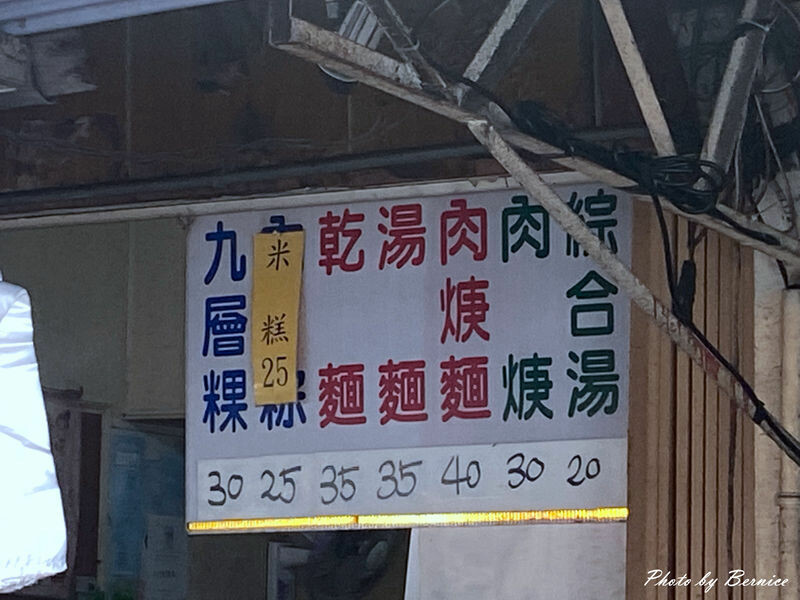 綜合湯
肉焿
肉焿麵
湯麵
乾麵
粽
九層粿
米糕25
30 25 35 35 40 30 20
Photo by Bernice